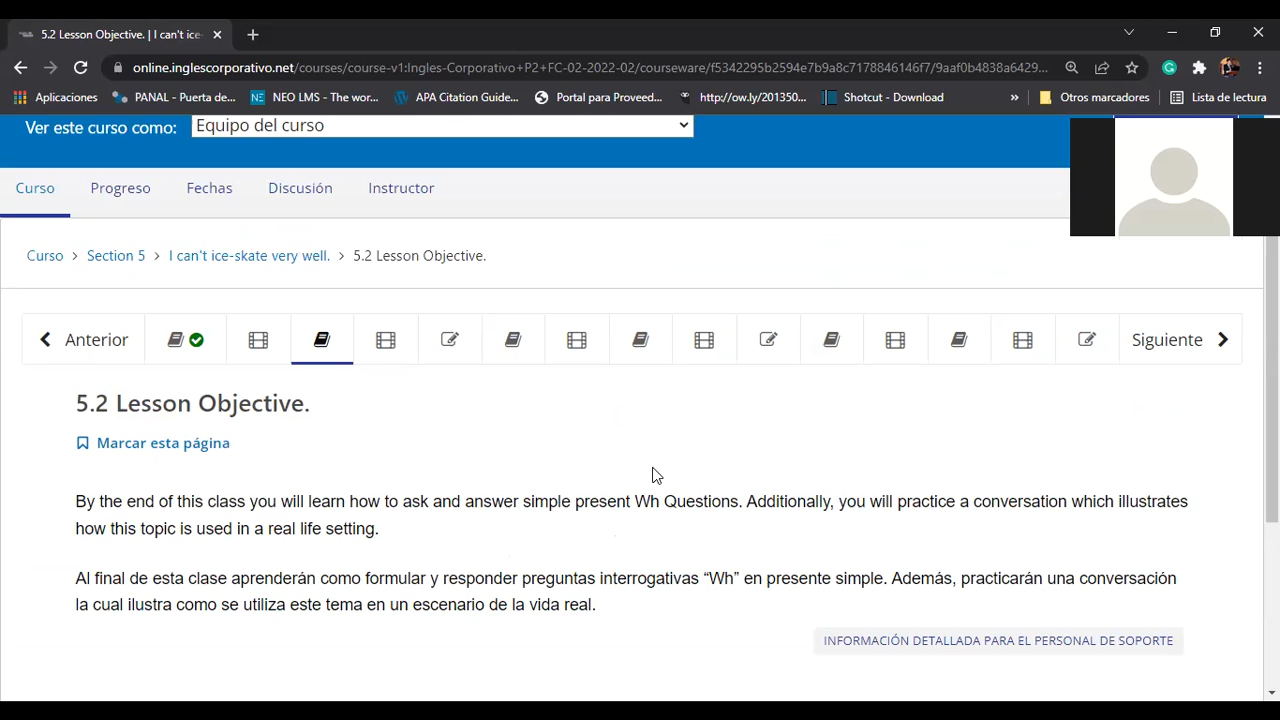 5.2 Lesson Objective. | I can't ice-
online.inglescorporativo.net/courses/course-v1:Ingles-Corporativo+P2+FC-02-2022-02/courseware/f5342295b2594e7b9a8c7178846146f7/9aaf0b4838a6429...
Aplicaciones PANAL - Puerta de... NEO LMS - The wor... APA Citation Guide... Portal para Proveed... http://ow.ly/201350... Shotcut - Download » Otros marcadores Lista de lectura
Ver este curso como: Equipo del curso
Curso Progreso Fechas Discusión Instructor
Curso > Section 5 > I can't ice-skate very well. > 5.2 Lesson Objective.
Anterior Siguiente
5.2 Lesson Objective.
Marcar esta página
By the end of this class you will learn how to ask and answer simple present Wh Questions. Additionally, you will practice a conversation which illustrates
how this topic is used in a real life setting.
Al final de esta clase aprenderán como formular y responder preguntas interrogativas “Wh” en presente simple. Además, practicarán una conversación
la cual ilustra como se utiliza este tema en un escenario de la vida real.
INFORMACIÓN DETALLADA PARA EL PERSONAL DE SOPORTE